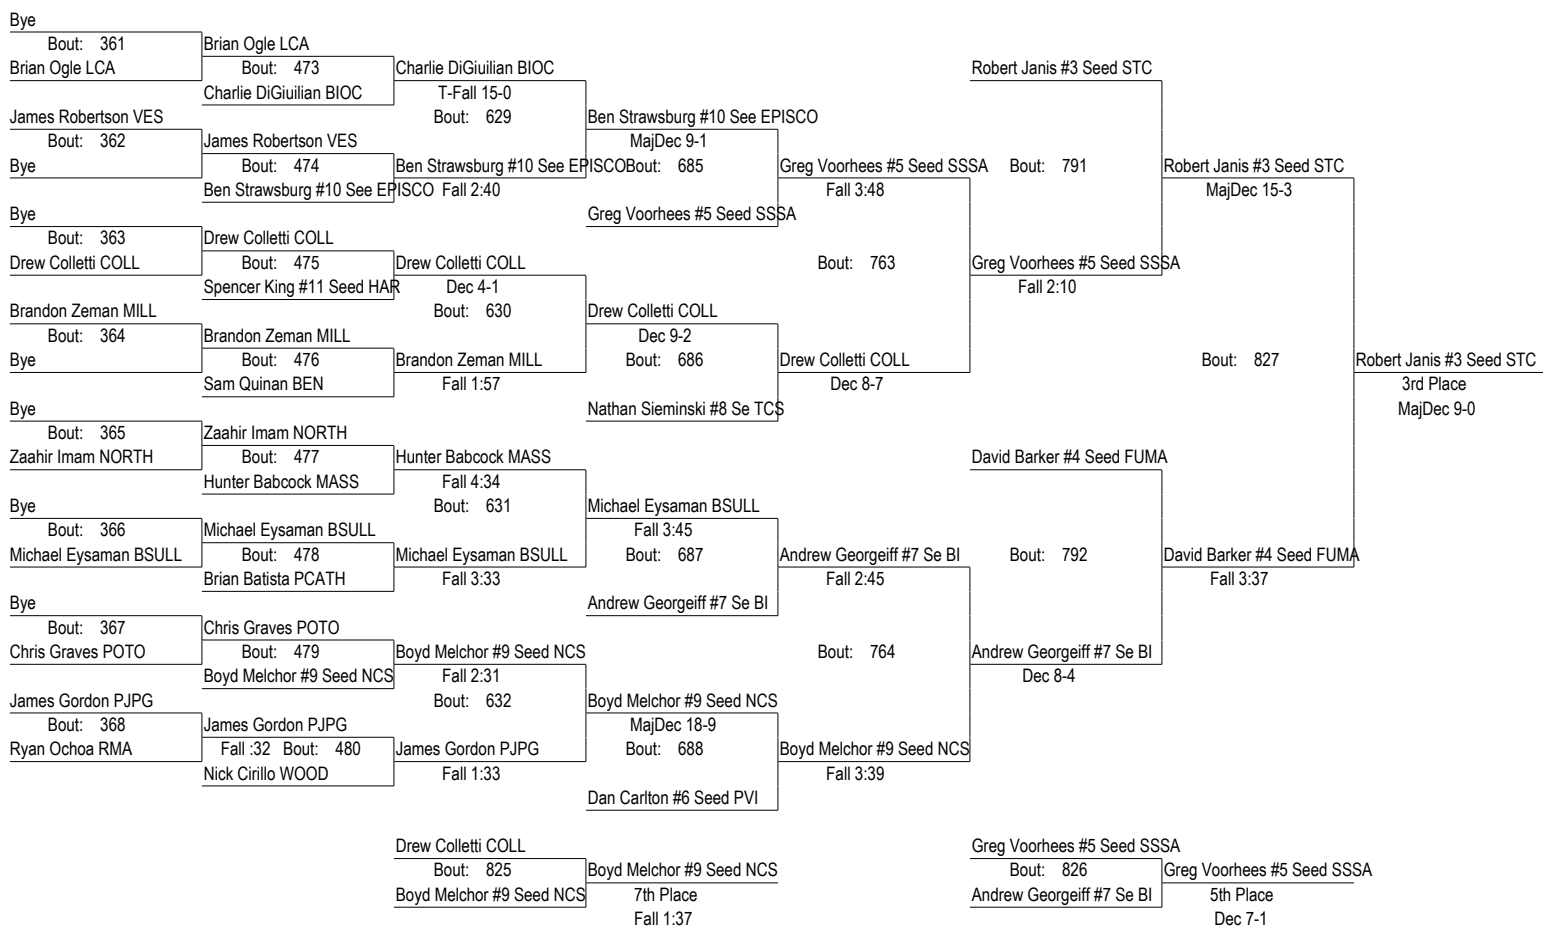 Bye
Bout: 361
Brian Ogle LCA
Brian Ogle LCA
Bout: 473
Charlie DiGiuilian BIOC
Charlie DiGiuilian BIOC
T-Fall 15-0
Bout: 629
James Robertson VES
Bout: 362
Bye
James Robertson VES
Bout: 474
Ben Strawsburg #10 See EPISCO
Ben Strawsburg #10 See EPISCO
Fall 2:40
Ben Strawsburg #10 See EPISCO
MajDec 9-1
Bout: 685
Greg Voorhees #5 Seed SSSA
Greg Voorhees #5 Seed SSSA
Fall 3:48
Bye
Bout: 363
Drew Colletti COLL
Drew Colletti COLL
Bout: 475
Spencer King #11 Seed HAR
Drew Colletti COLL
Dec 4-1
Bout: 630
Brandon Zeman MILL
Bout: 364
Bye
Brandon Zeman MILL
Bout: 476
Sam Quinan BEN
Brandon Zeman MILL
Fall 1:57
Drew Colletti COLL
Dec 9-2
Bout: 686
Nathan Sieminski #8 Se TCS
Drew Colletti COLL
Dec 8-7
Bout: 763
Greg Voorhees #5 Seed SSSA
Fall 2:10
Robert Janis #3 Seed STC
Bout: 791
Robert Janis #3 Seed STC
MajDec 15-3
Bye
Bout: 365
Zaahir Imam NORTH
Zaahir Imam NORTH
Bout: 477
Hunter Babcock MASS
Hunter Babcock MASS
Fall 4:34
Bout: 631
Bye
Bout: 366
Michael Eysaman BSULL
Michael Eysaman BSULL
Bout: 478
Brian Batista PCATH
Michael Eysaman BSULL
Fall 3:33
Michael Eysaman BSULL
Fall 3:45
Bout: 687
Andrew Georgeiff #7 Se BI
Andrew Georgeiff #7 Se BI
Fall 2:45
Bye
Bout: 367
Chris Graves POTO
Chris Graves POTO
Bout: 479
Boyd Melchor #9 Seed NCS
Boyd Melchor #9 Seed NCS
Fall 2:31
Bout: 632
James Gordon PJPG
Bout: 368
Ryan Ochoa RMA
James Gordon PJPG
Fall :32 Bout: 480
Nick Cirillo WOOD
James Gordon PJPG
Fall 1:33
Boyd Melchor #9 Seed NCS
MajDec 18-9
Bout: 688
Dan Carlton #6 Seed PVI
Boyd Melchor #9 Seed NCS
Fall 3:39
Bout: 764
Andrew Georgeiff #7 Se BI
Dec 8-4
David Barker #4 Seed FUMA
Bout: 792
David Barker #4 Seed FUMA
Fall 3:37
Bout: 827
Robert Janis #3 Seed STC
3rd Place
MajDec 9-0
Drew Colletti COLL
Bout: 825
Boyd Melchor #9 Seed NCS
Boyd Melchor #9 Seed NCS
7th Place
Fall 1:37
Greg Voorhees #5 Seed SSSA
Bout: 826
Andrew Georgeiff #7 Se BI
Greg Voorhees #5 Seed SSSA
5th Place
Dec 7-1